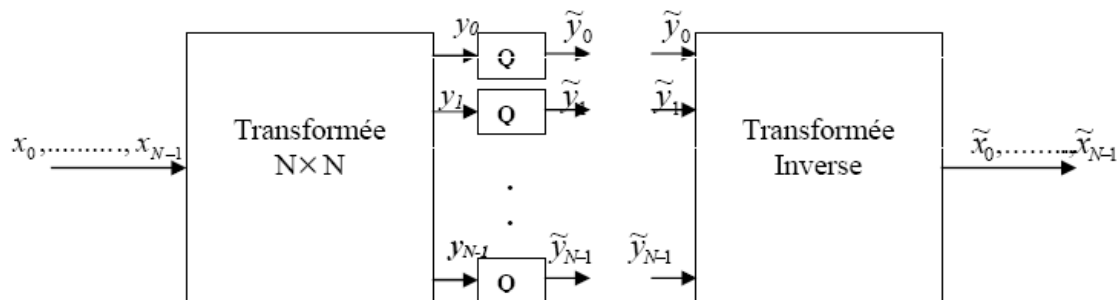 y₀ Q ỹ₀ ỹ₀
y₁ Q ỹ₁ ỹ₁
Transformée
N×N
Transformée
Inverse
x₀,.........,x_{N-1}
x̃₀,........,x̃_{N-1}
.
.
y_{N-1} Q ỹ_{N-1} ỹ_{N-1}